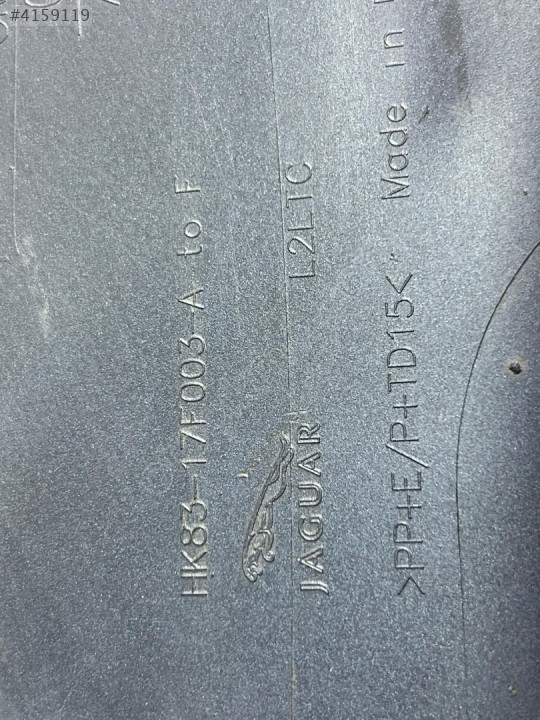 #4159119
HK83-17F003-A to F
JAGUAR L2LTC
>PP+E/P+TD15< Made in